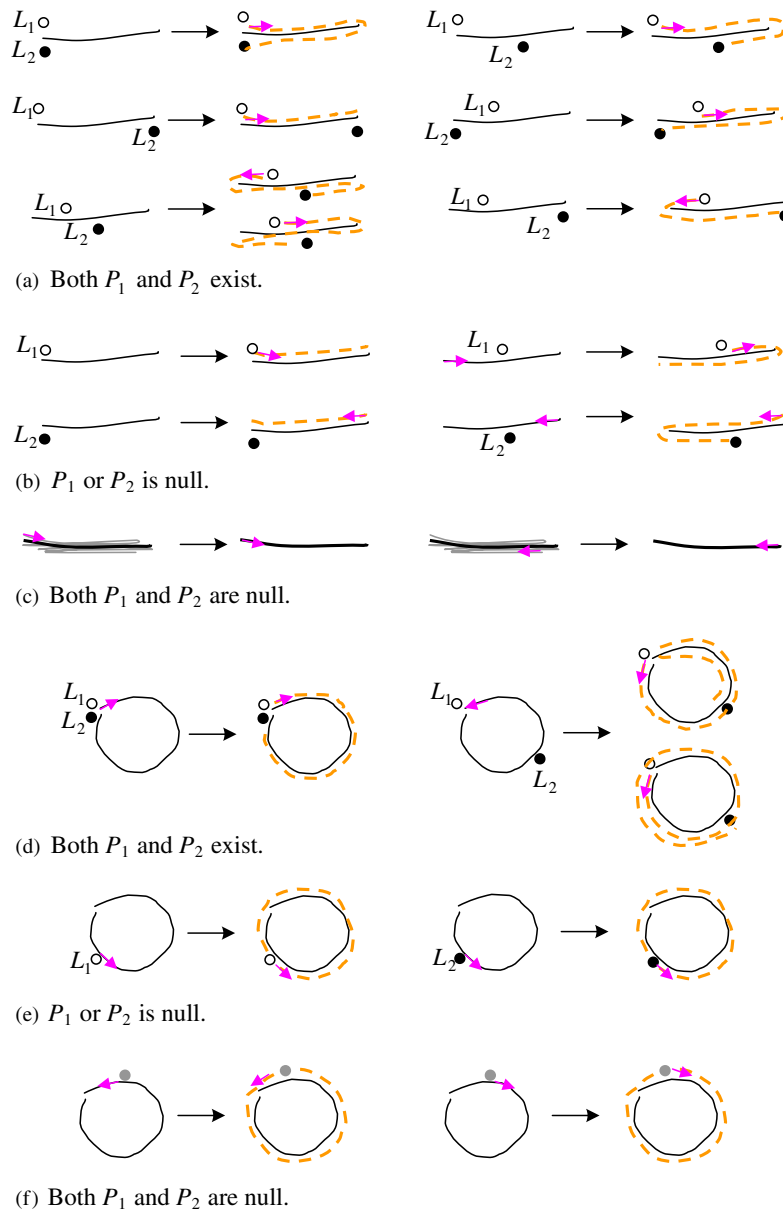 L₁ L₁
L₂ L₂
L₁ L₁
L₂ L₂
L₁ L₁
L₂ L₂
(a) Both P₁ and P₂ exist.
L₁ L₁
L₂ L₂
(b) P₁ or P₂ is null.
(c) Both P₁ and P₂ are null.
L₁ L₁
L₂ L₂
(d) Both P₁ and P₂ exist.
L₁ L₂
(e) P₁ or P₂ is null.
(f) Both P₁ and P₂ are null.